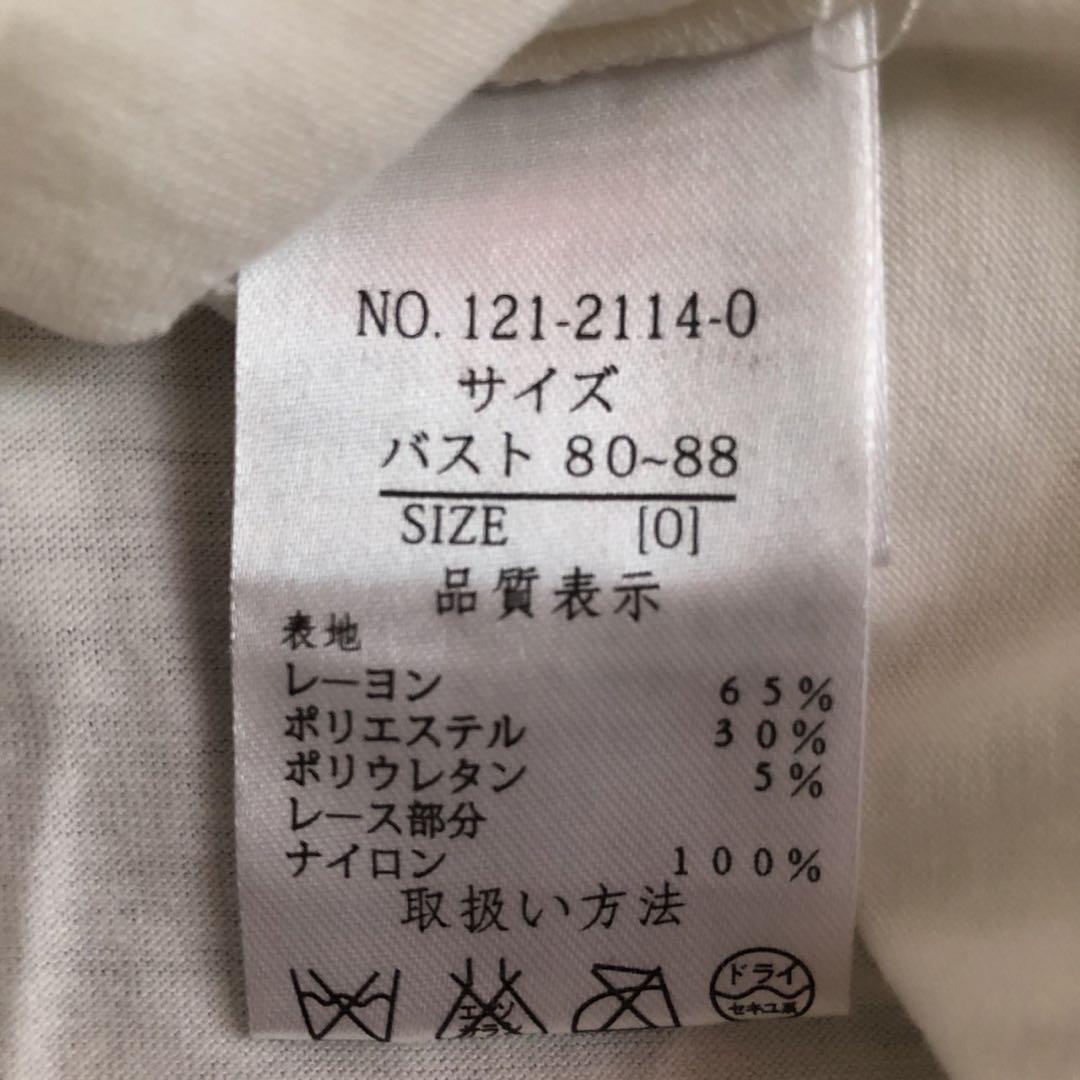 NO. 121-2114-0
サイズ
バスト 80~88
SIZE [0]
品質表示
表地
レーヨン 65%
ポリエステル 30%
ポリウレタン 5%
レース部分
ナイロン 100%
取扱い方法
ドライ
セキユ系